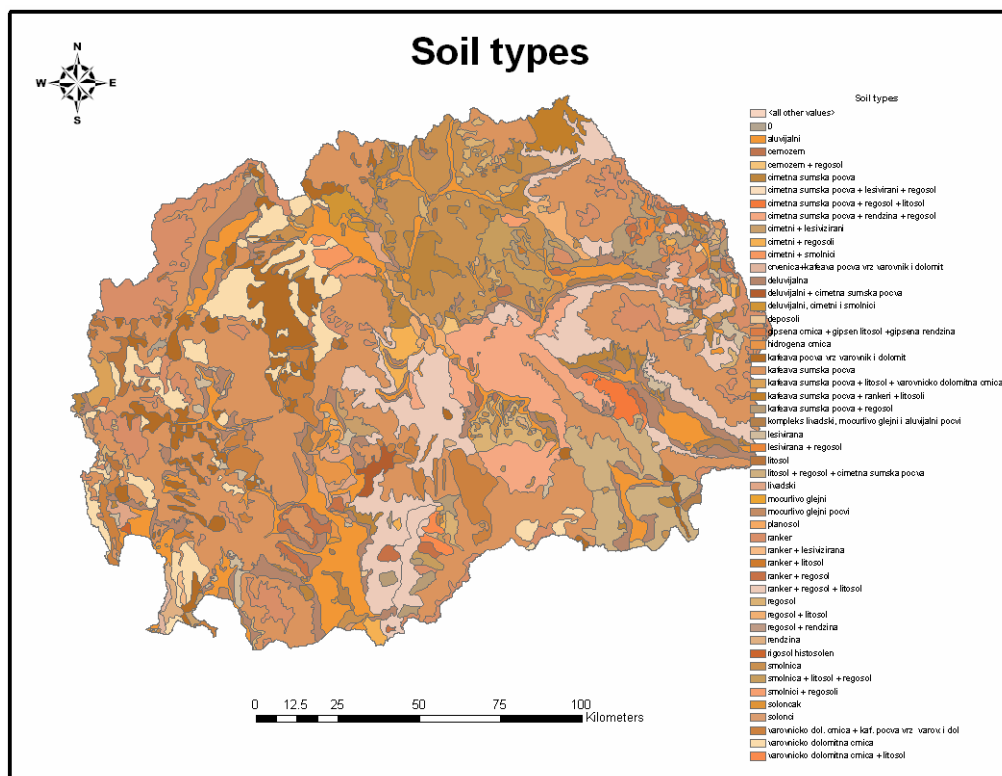 Soil types
N
W E
S
Soil types
<all other values>
0
aluvijalni
cernozem
cernozem + regosol
cimetna sumska pocva
cimetna sumska pocva + lesivirani + regosol
cimetna sumska pocva + regosol + litosol
cimetna sumska pocva + rendzina + regosol
cimetni + lesivizirani
cimetni + regosoli
cimetni + smolnici
crvenica+kafeava pocva vrz varovnik i dolomit
deluvijalna
deluvijalni + cimetna sumska pocva
deluvijalni, cimetni i smolnici
deposoli
gipsena crnica + gipsen litosol +gipsena rendzina
hidrogena crnica
kafeava pocva vrz varovnik i dolomit
kafeava sumska pocva
kafeava sumska pocva + litosol + varovnicko dolomitna crnica
kafeava sumska pocva + rankeri + litosoli
kafeava sumska pocva + regosol
kompleks livadski, mocurlivo glejni i aluvijalni pocvi
lesivirana
lesivirana + regosol
litosol
litosol + regosol + cimetna sumska pocva
livadski
mocurlivo glejni
mocurlivo glejni pocvi
planosol
ranker
ranker + lesivizirana
ranker + litosol
ranker + regosol
ranker + regosol + litosol
regosol
regosol + litosol
regosol + rendzina
rendzina
rigosol histosolen
smolnica
smolnica + litosol +regosol
smolnici + regosoli
soloncak
solonci
varovnicko dol. crnica + kaf. pocva vrz varov. i dol
varovnicko dolomitna crnica
varovnicko dolomitna crnica + litosol
0 12.5 25 50 75 100
Kilometers